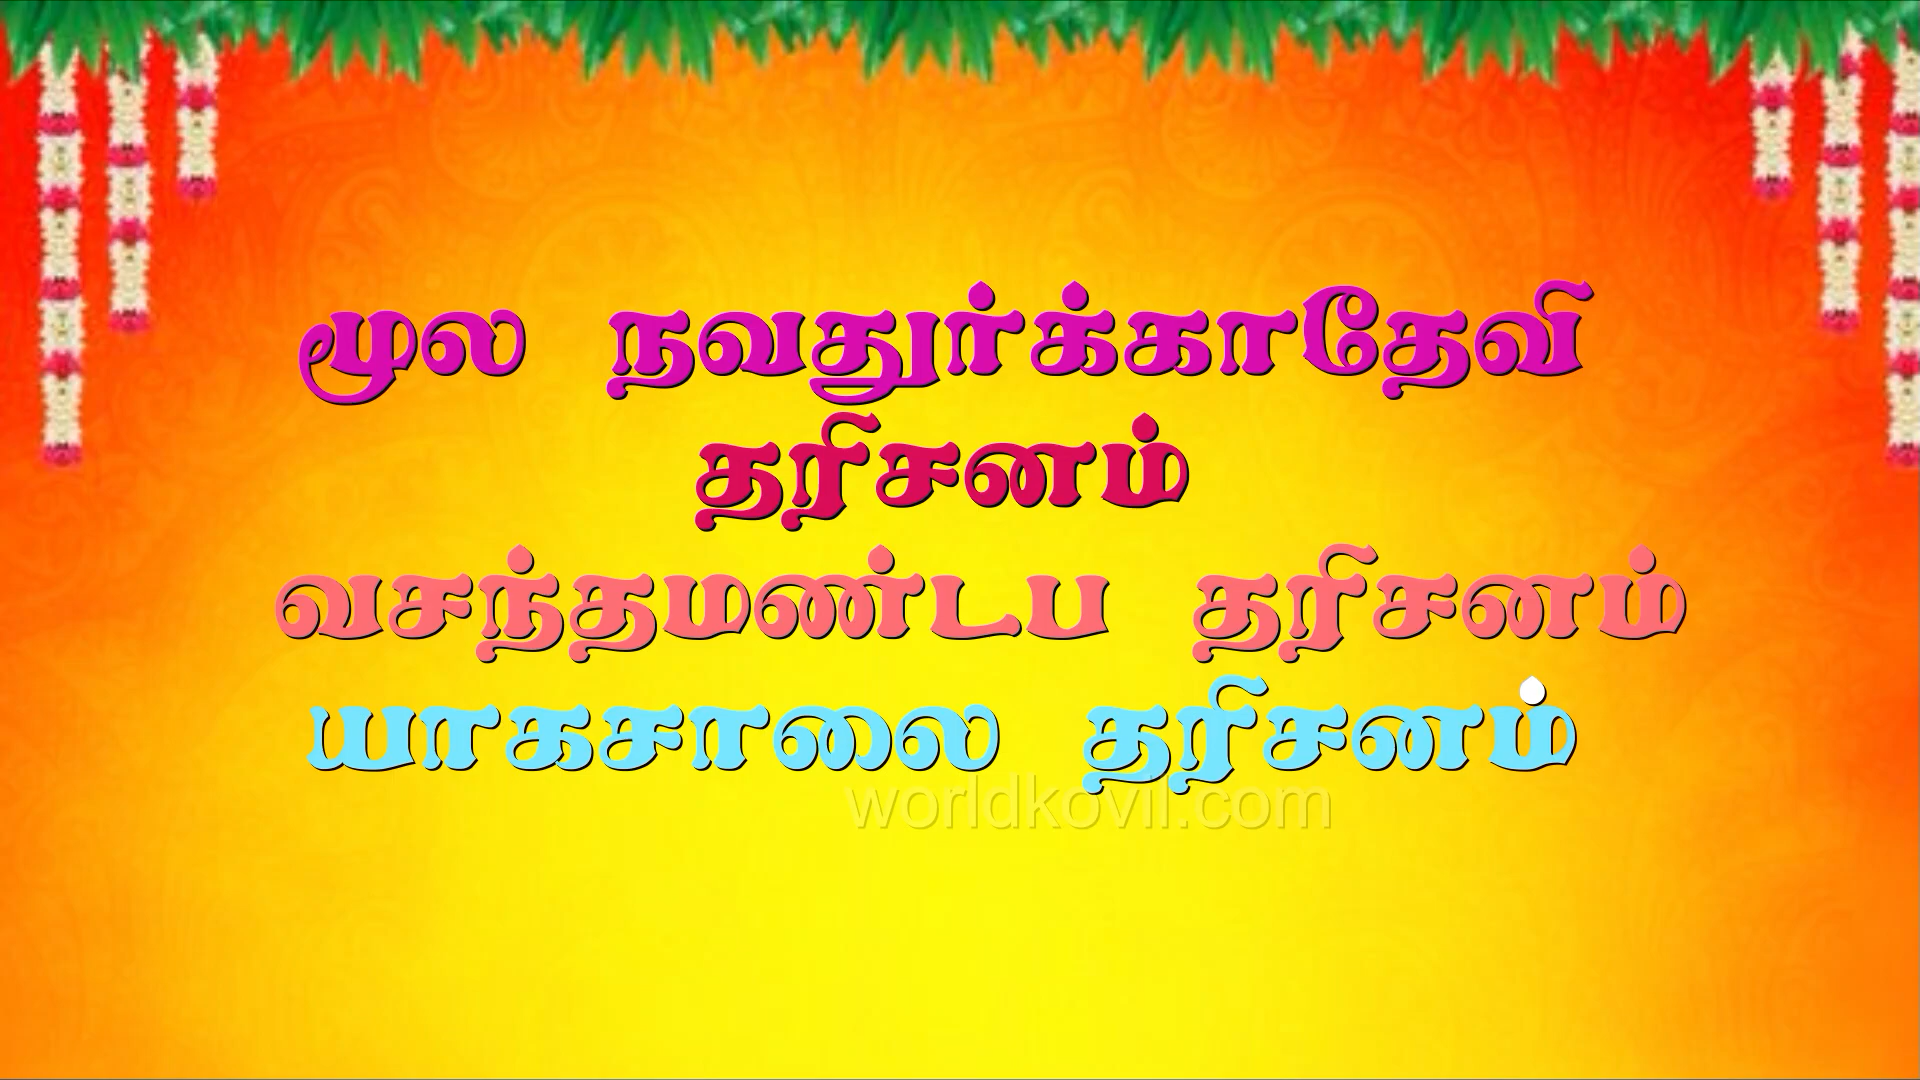 மூல நவதுர்க்காதேவி
தரிசனம்
வசந்தமண்டப தரிசனம்
யாகசாலை தரிசனம்
worldkovil.com